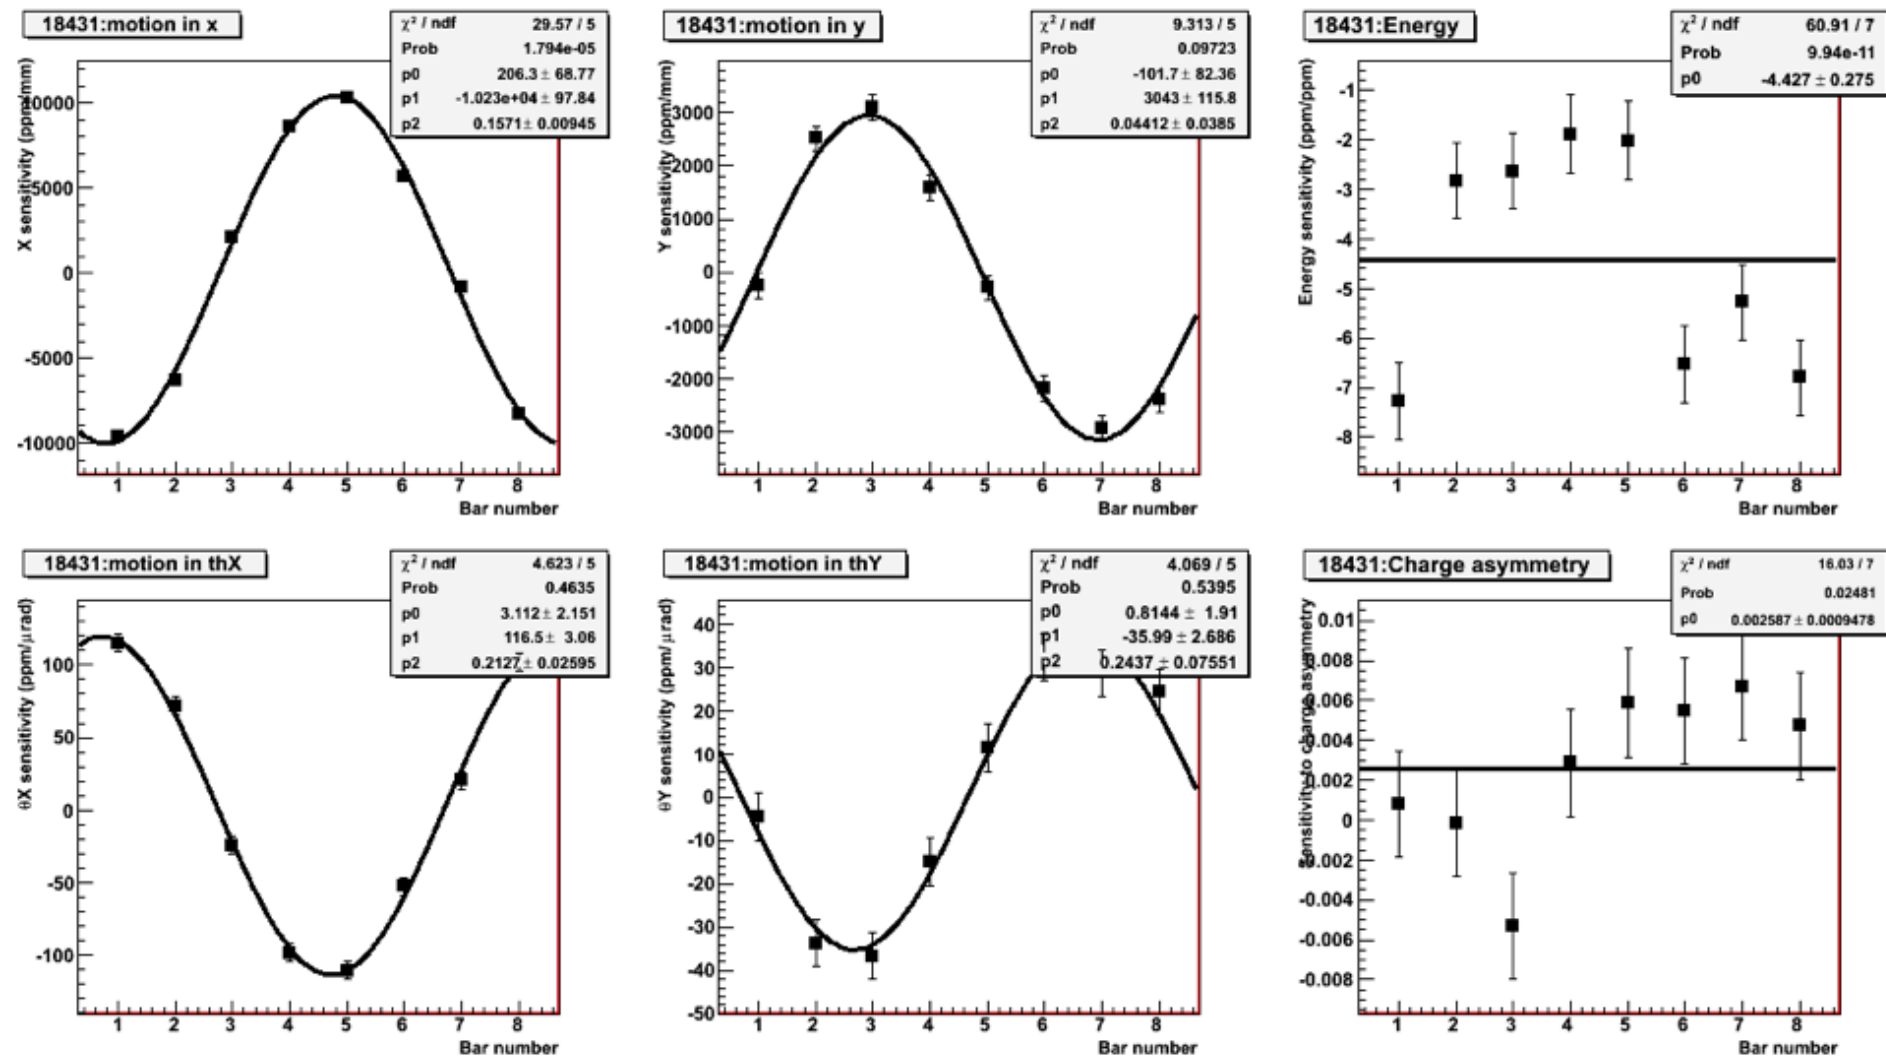 18431:motion in x
χ² / ndf 29.57 / 5
Prob 1.794e-05
p0 206.3 ± 68.77
p1 -1.023e+04 ± 97.84
p2 0.1571 ± 0.00945
X sensitivity (ppm/mm)
10000
5000
0
-5000
-10000
1 2 3 4 5 6 7 8
Bar number
18431:motion in y
χ² / ndf 9.313 / 5
Prob 0.09723
p0 -101.7 ± 82.36
p1 3043 ± 115.8
p2 0.04412 ± 0.0385
Y sensitivity (ppm/mm)
3000
2000
1000
0
-1000
-2000
-3000
1 2 3 4 5 6 7 8
Bar number
18431:Energy
χ² / ndf 60.91 / 7
Prob 9.94e-11
p0 -4.427 ± 0.275
Energy sensitivity (ppm/ppm)
-1
-2
-3
-4
-5
-6
-7
-8
1 2 3 4 5 6 7 8
Bar number
18431:motion in thX
χ² / ndf 4.623 / 5
Prob 0.4635
p0 3.112 ± 2.151
p1 116.5 ± 3.06
p2 0.2127 ± 0.02595
θX sensitivity (ppm/μrad)
100
50
0
-50
-100
1 2 3 4 5 6 7 8
Bar number
18431:motion in thY
χ² / ndf 4.069 / 5
Prob 0.5395
p0 0.8144 ± 1.91
p1 -35.99 ± 2.686
p2 0.2437 ± 0.07551
θY sensitivity (ppm/μrad)
40
30
20
10
0
-10
-20
-30
-40
-50
1 2 3 4 5 6 7 8
Bar number
18431:Charge asymmetry
χ² / ndf 16.03 / 7
Prob 0.02481
p0 0.002587 ± 0.0009478
Sensitivity to charge asymmetry
0.01
0.008
0.006
0.004
0.002
0
-0.002
-0.004
-0.006
-0.008
1 2 3 4 5 6 7 8
Bar number